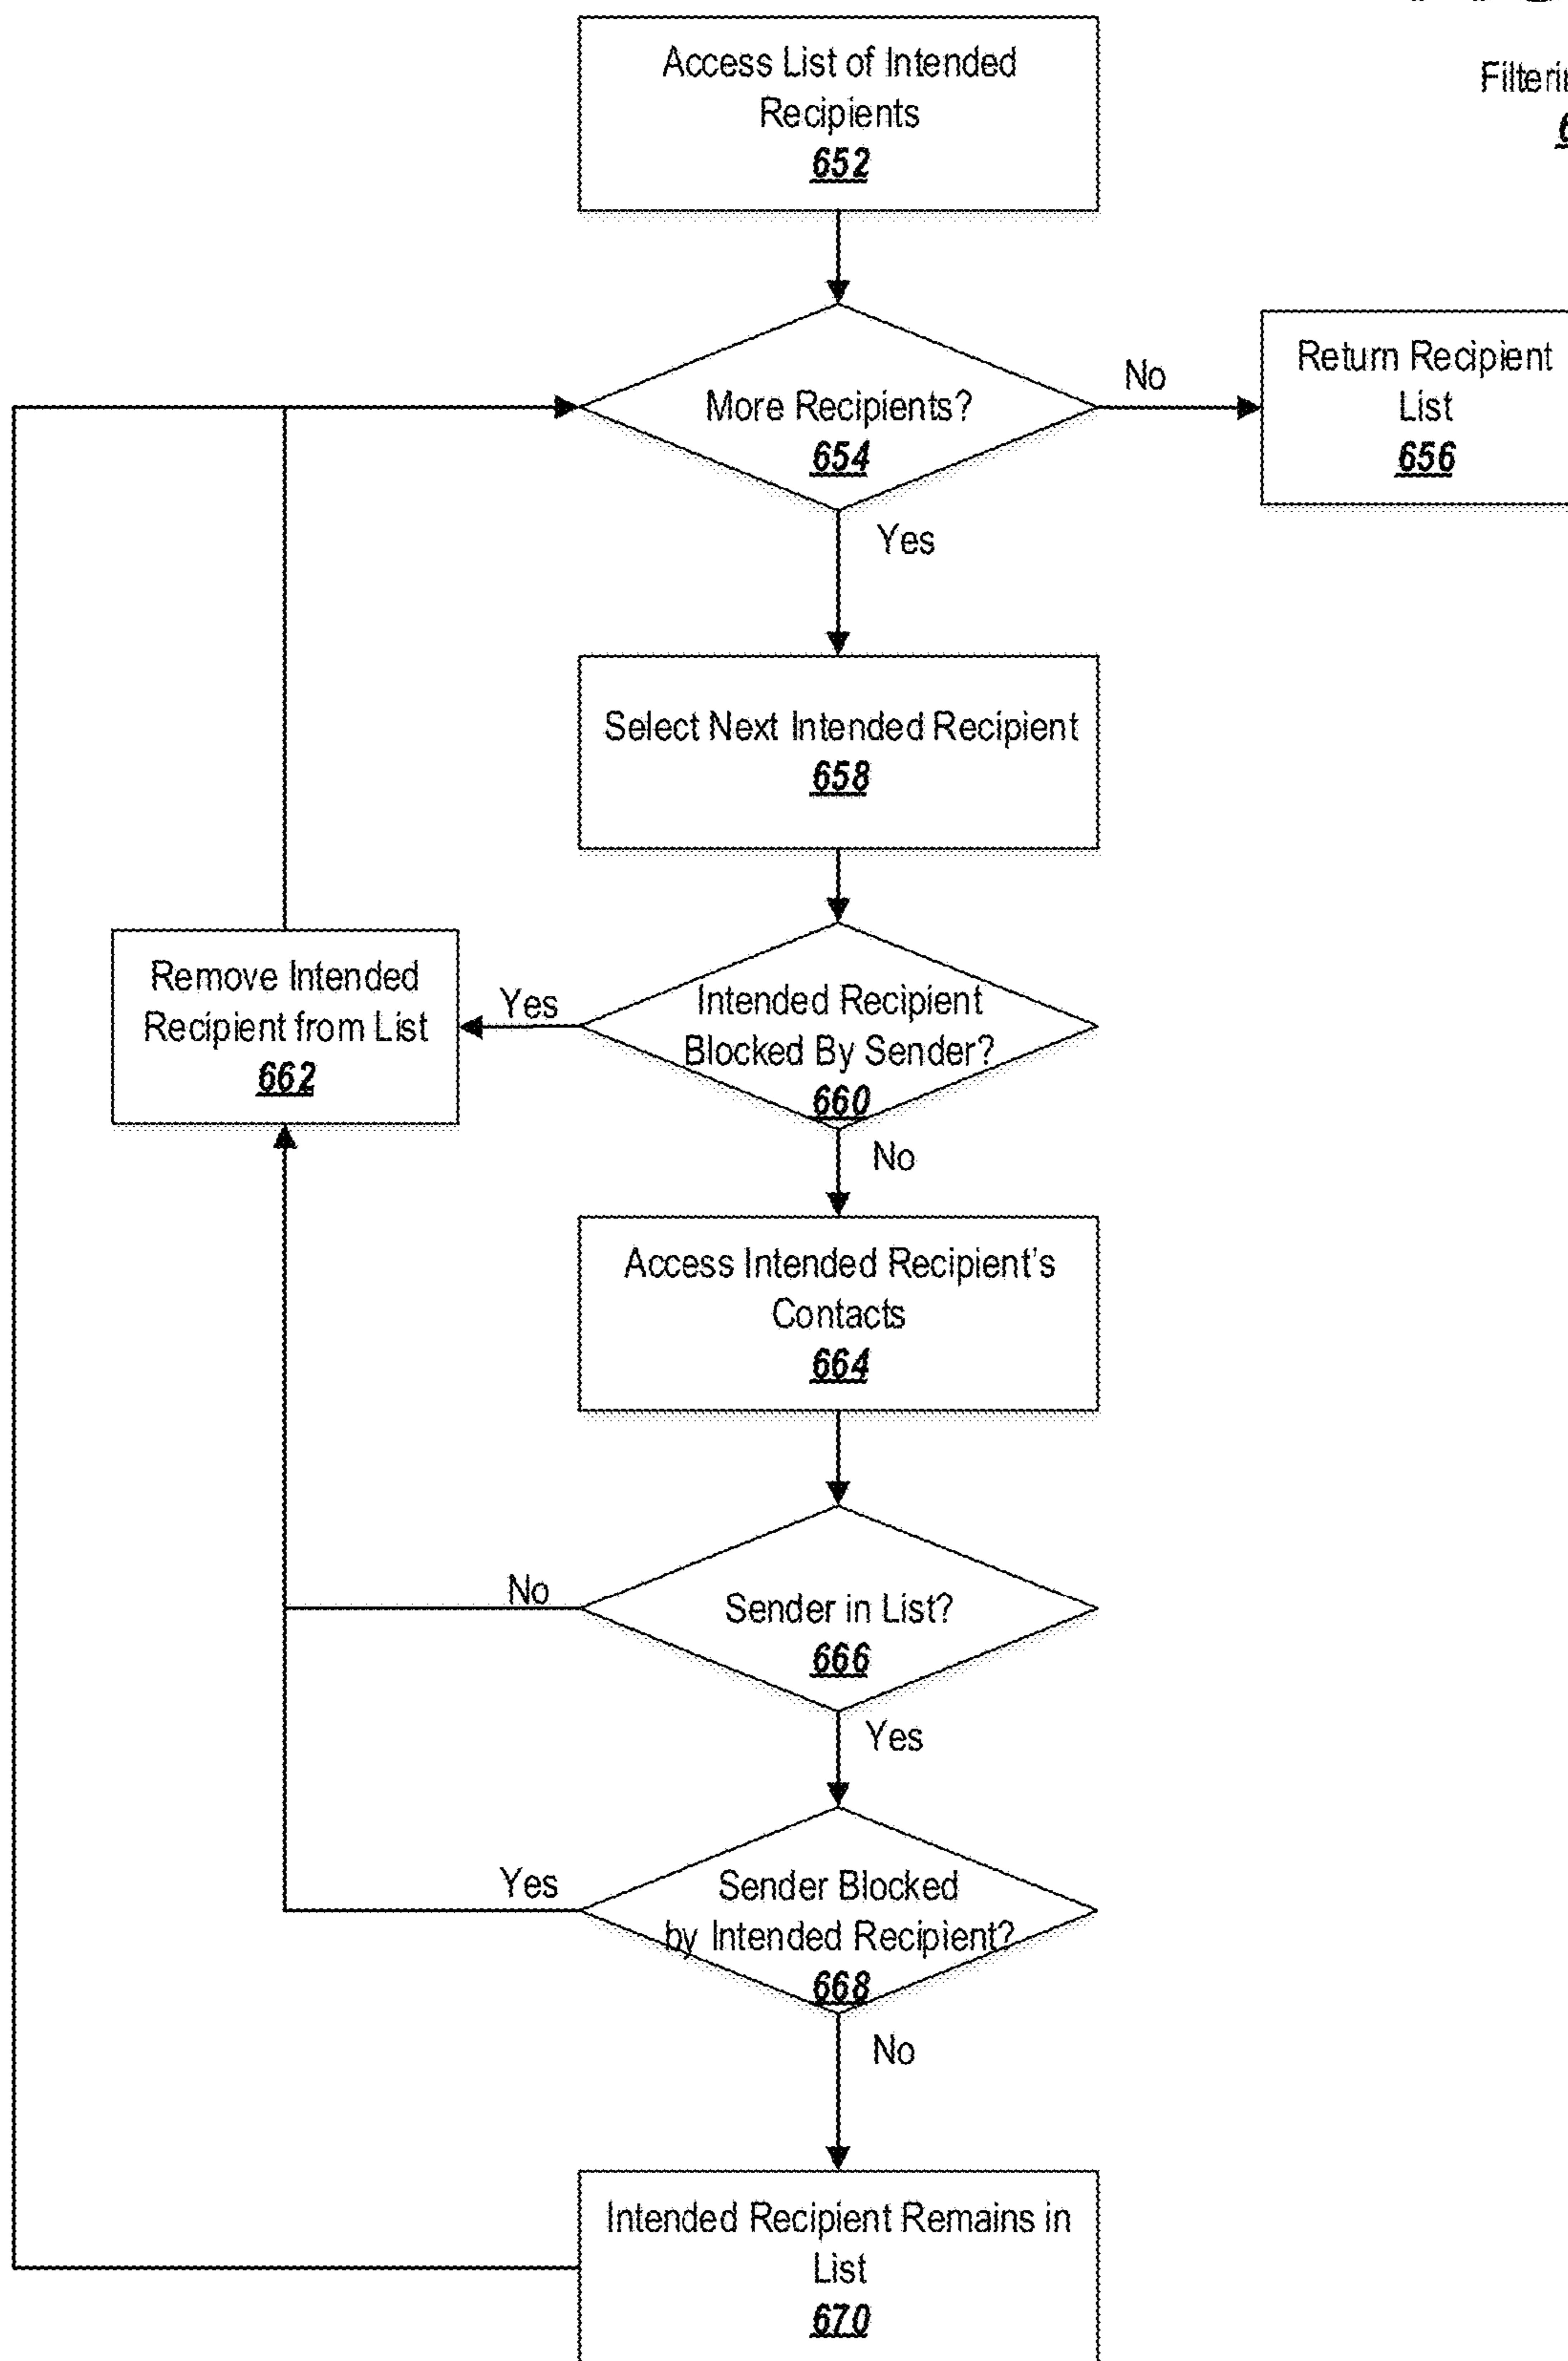 Access List of Intended
Recipients
652
More Recipients?
654
No
Return Recipient
List
656
Yes
Select Next Intended Recipient
658
Remove Intended
Recipient from List
662
Yes
Intended Recipient
Blocked By Sender?
660
No
Access Intended Recipient's
Contacts
664
No
Sender in List?
666
Yes
Yes
Sender Blocked
by Intended Recipient?
668
No
Intended Recipient Remains in
List
670